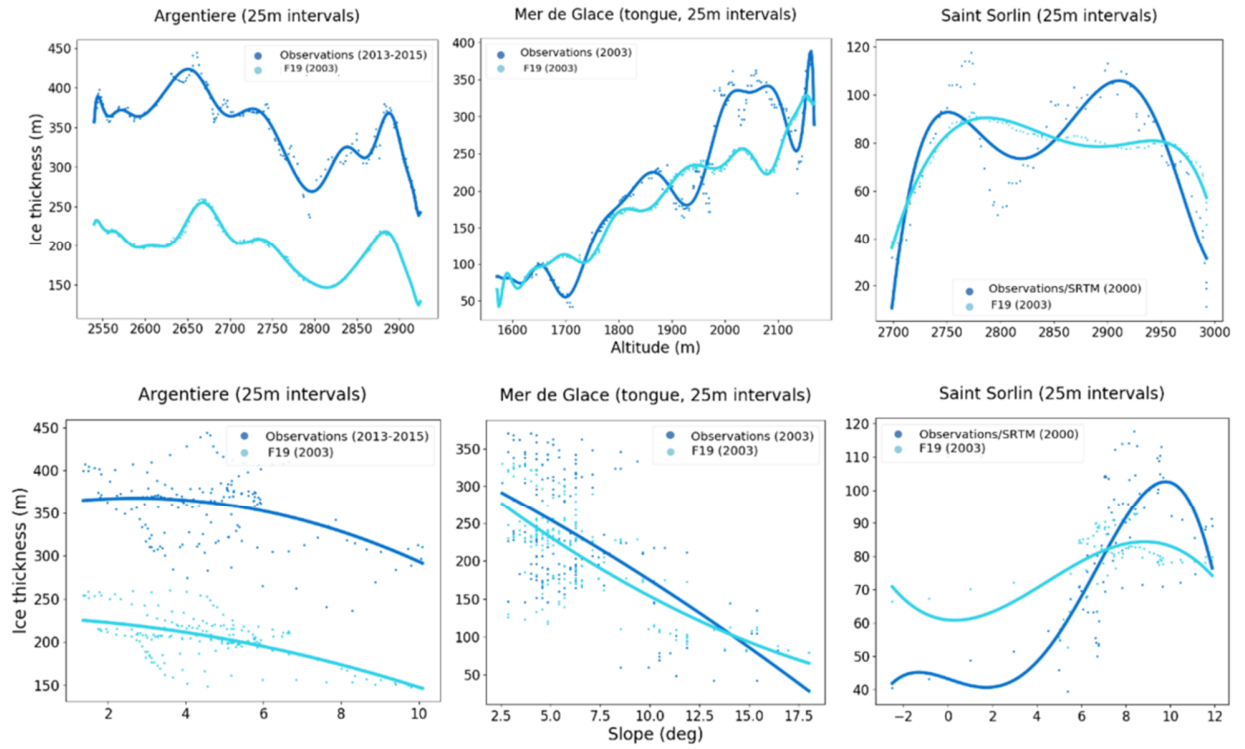 Argentiere (25m intervals)
Mer de Glace (tongue, 25m intervals)
Saint Sorlin (25m intervals)
Ice thickness (m)
450
400
350
300
250
200
150
Observations (2013-2015)
F19 (2003)
2550 2600 2650 2700 2750 2800 2850 2900
400
350
300
250
200
150
100
50
Observations (2003)
F19 (2003)
1600 1700 1800 1900 2000 2100
Altitude (m)
120
100
80
60
40
20
Observations/SRTM (2000)
F19 (2003)
2700 2750 2800 2850 2900 2950 3000
Argentiere (25m intervals)
Mer de Glace (tongue, 25m intervals)
Saint Sorlin (25m intervals)
Ice thickness (m)
450
400
350
300
250
200
150
Observations (2013-2015)
F19 (2003)
2 4 6 8 10
350
300
250
200
150
100
50
Observations (2003)
F19 (2003)
2.5 5.0 7.5 10.0 12.5 15.0 17.5
Slope (deg)
120
110
100
90
80
70
60
50
40
Observations/SRTM (2000)
F19 (2003)
−2 0 2 4 6 8 10 12